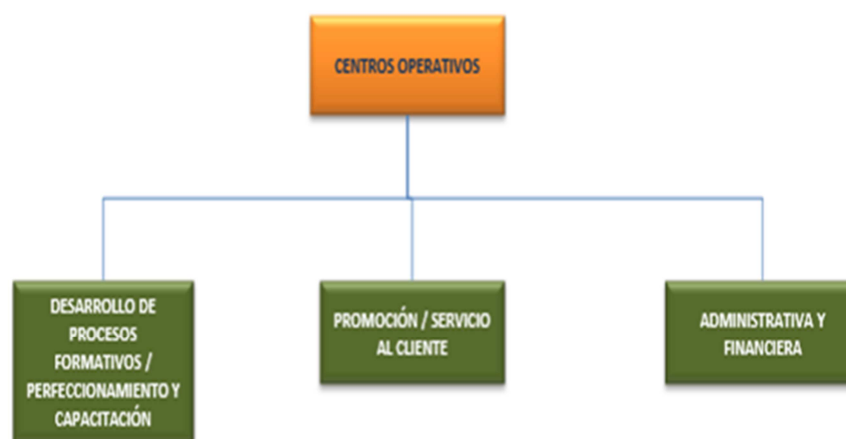 CENTROS OPERATIVOS
DESARROLLO DE
PROCESOS
FORMATIVOS /
PERFECCIONAMIENTO Y
CAPACITACIÓN
PROMOCIÓN / SERVICIO
AL CLIENTE
ADMINISTRATIVA Y
FINANCIERA